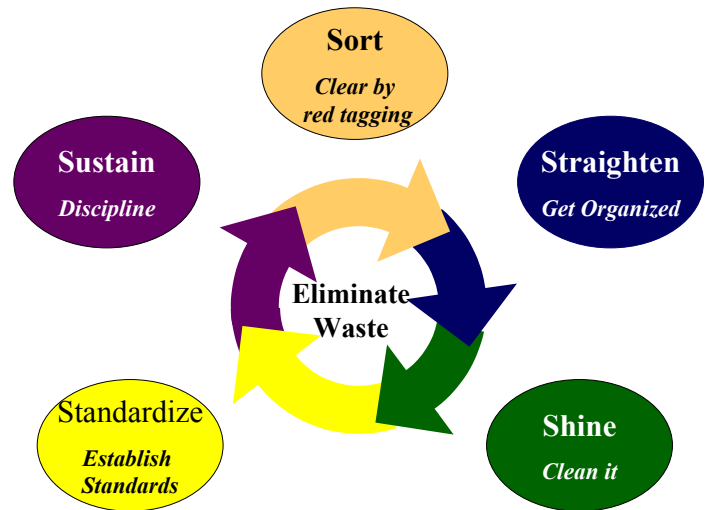 Sort
Clear by
red tagging
Straighten
Get Organized
Shine
Clean it
Standardize
Establish
Standards
Sustain
Discipline
Eliminate
Waste